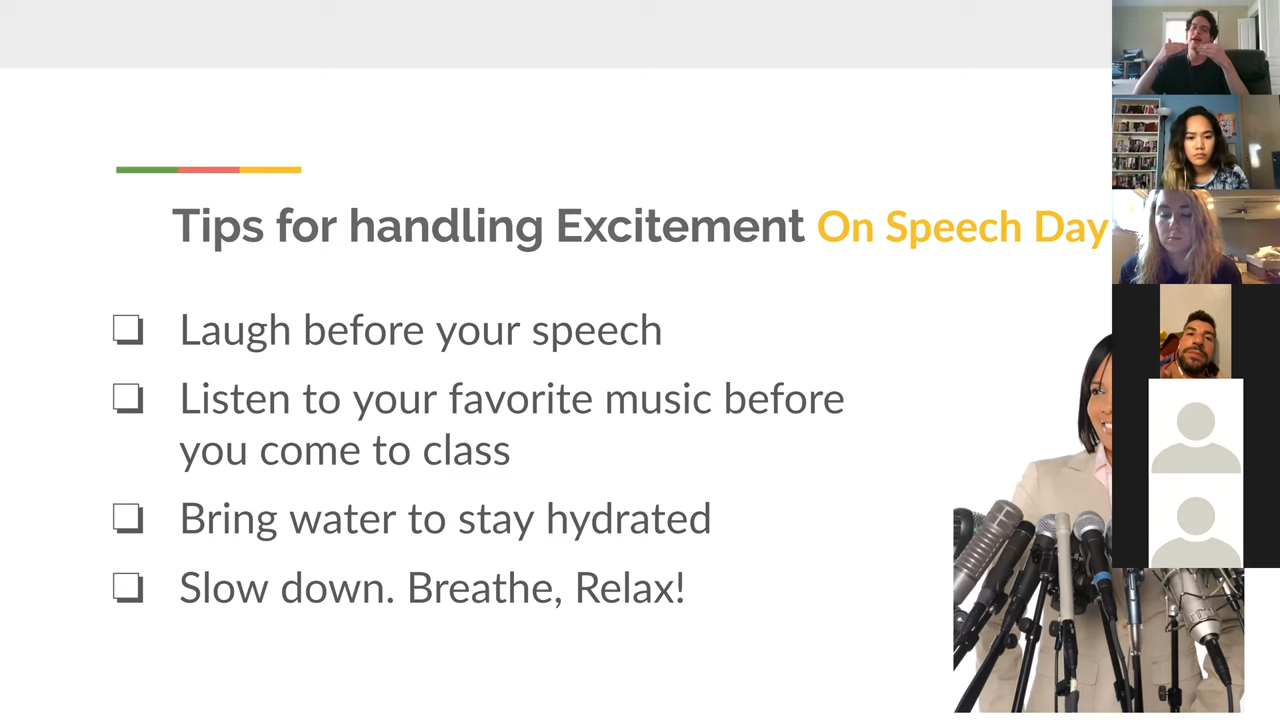 Tips for handling Excitement On Speech Day
❏ Laugh before your speech
❏ Listen to your favorite music before
you come to class
❏ Bring water to stay hydrated
❏ Slow down. Breathe, Relax!